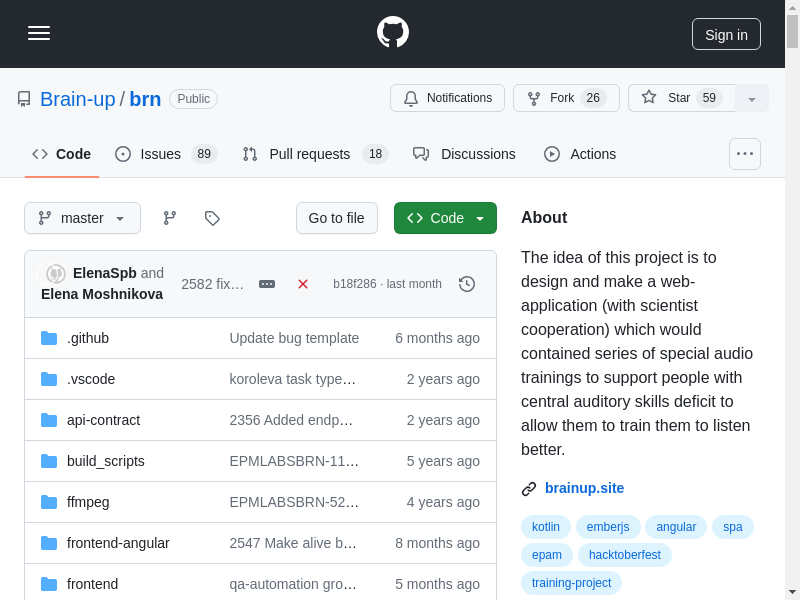 Sign in
Brain-up / brn Public
Notifications
Fork 26
Star 59
Code
Issues 89
Pull requests 18
Discussions
Actions
master
Go to file
Code
ElenaSpb and
Elena Moshnikova
2582 fix…
b18f286 · last month
.github Update bug template 6 months ago
.vscode koroleva task type… 2 years ago
api-contract 2356 Added endp… 2 years ago
build_scripts EPMLABSBRN-11… 5 years ago
ffmpeg EPMLABSBRN-52… 4 years ago
frontend-angular 2547 Make alive b… 8 months ago
frontend qa-automation gro… 5 months ago
About
The idea of this project is to
design and make a web-
application (with scientist
cooperation) which would
contained series of special audio
trainings to support people with
central auditory skills deficit to
allow them to train them to listen
better.
brainup.site
kotlin emberjs angular spa
epam hacktoberfest
training-project